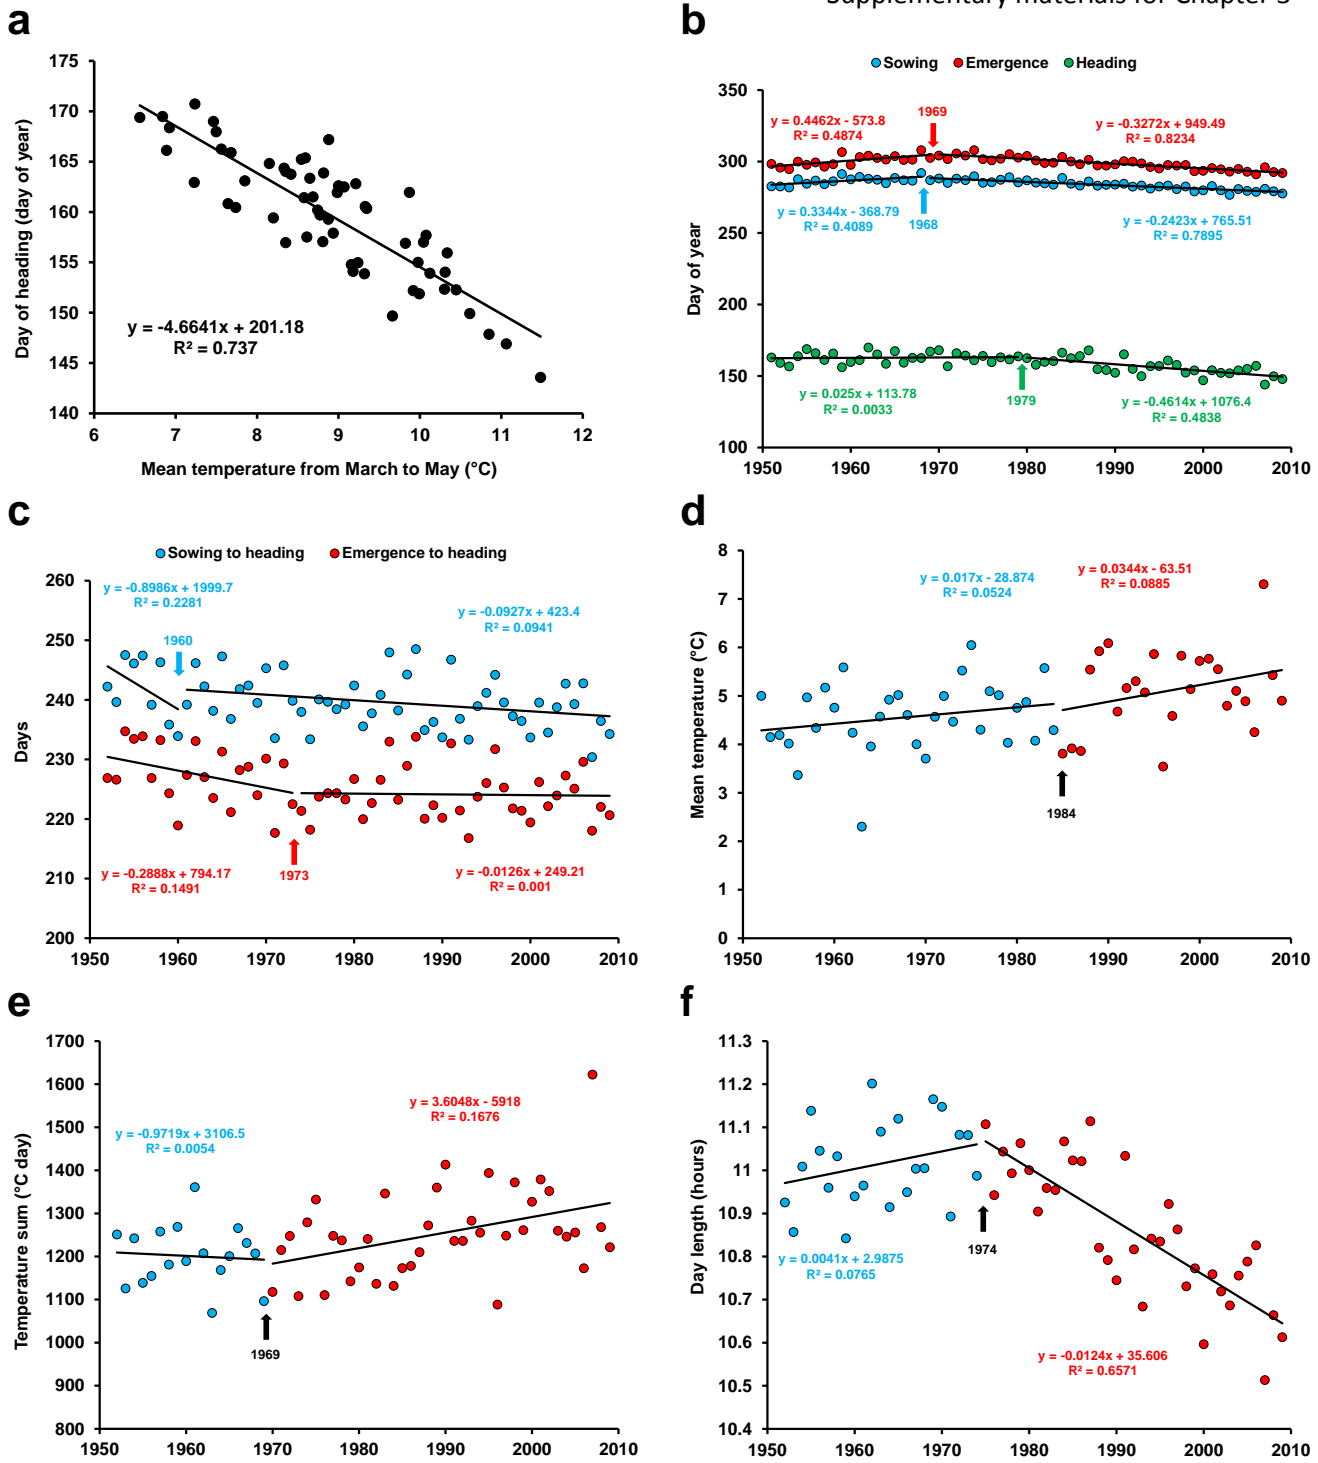 Supplementary materials for Chapter 3
a
175
170
165
160
155
150
145
140
Day of heading (day of year)
y = -4.6641x + 201.18
R² = 0.737
6 7 8 9 10 11 12
Mean temperature from March to May (°C)
b
Sowing Emergence Heading
350
300
250
200
150
100
Day of year
y = 0.4462x - 573.8
R² = 0.4874
1969
y = -0.3272x + 949.49
R² = 0.8234
y = 0.3344x - 368.79
R² = 0.4089
1968
y = -0.2423x + 765.51
R² = 0.7895
y = 0.025x + 113.78
R² = 0.0033
1979
y = -0.4614x + 1076.4
R² = 0.4838
1950 1960 1970 1980 1990 2000 2010
c
Sowing to heading Emergence to heading
260
250
240
230
220
210
200
Days
y = -0.8986x + 1999.7
R² = 0.2281
1960
y = -0.0927x + 423.4
R² = 0.0941
y = -0.2888x + 794.17
R² = 0.1491
1973
y = -0.0126x + 249.21
R² = 0.001
1950 1960 1970 1980 1990 2000 2010
d
8
7
6
5
4
3
2
1
0
Mean temperature (°C)
y = 0.017x - 28.874
R² = 0.0524
y = 0.0344x - 63.51
R² = 0.0885
1984
1950 1960 1970 1980 1990 2000 2010
e
1700
1600
1500
1400
1300
1200
1100
1000
900
800
Temperature sum (°C day)
y = -0.9719x + 3106.5
R² = 0.0054
y = 3.6048x - 5918
R² = 0.1676
1969
1950 1960 1970 1980 1990 2000 2010
f
11.3
11.2
11.1
11
10.9
10.8
10.7
10.6
10.5
10.4
Day length (hours)
y = 0.0041x + 2.9875
R² = 0.0765
1974
y = -0.0124x + 35.606
R² = 0.6571
1950 1960 1970 1980 1990 2000 2010